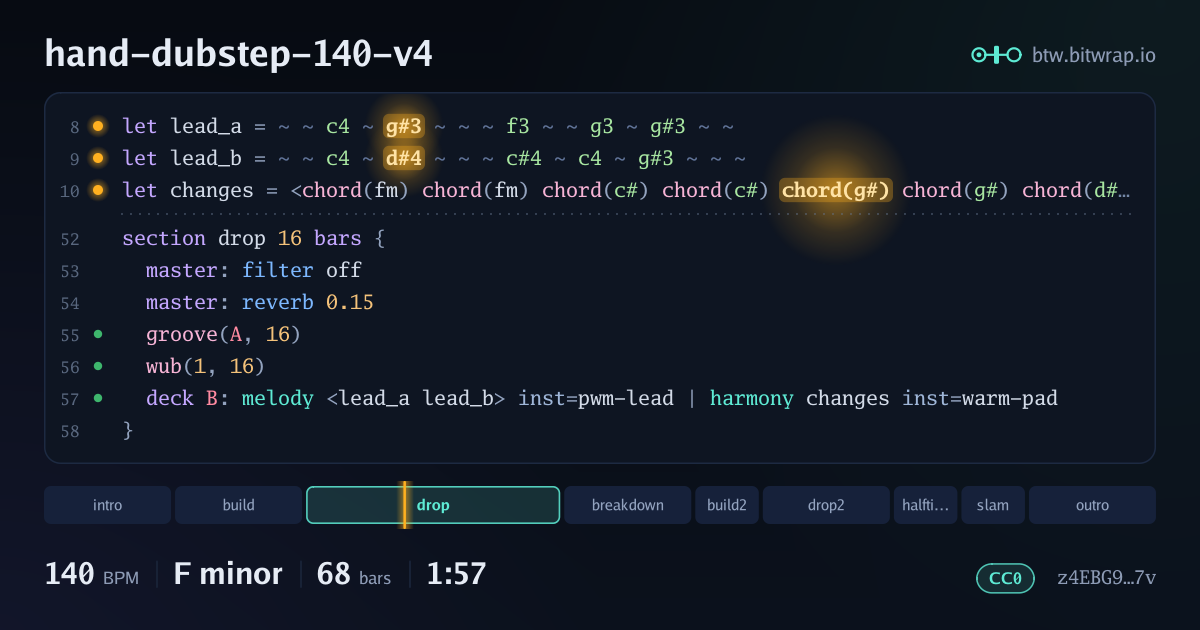 hand-dubstep-140-v4
btw.bitwrap.io
8 let lead_a = ~ ~ c4 ~ g#3 ~ ~ ~ f3 ~ ~ g3 ~ g#3 ~ ~
9 let lead_b = ~ ~ c4 ~ d#4 ~ ~ ~ c#4 ~ c4 ~ g#3 ~ ~ ~
10 let changes = <chord(fm) chord(fm) chord(c#) chord(c#) chord(g#) chord(g#) chord(d#…
52 section drop 16 bars {
53 master: filter off
54 master: reverb 0.15
55 groove(A, 16)
56 wub(1, 16)
57 deck B: melody <lead_a lead_b> inst=pwm-lead | harmony changes inst=warm-pad
58 }
intro build drop breakdown build2 drop2 halfti… slam outro
140 BPM F minor 68 bars 1:57
CC0 z4EBG9…7v